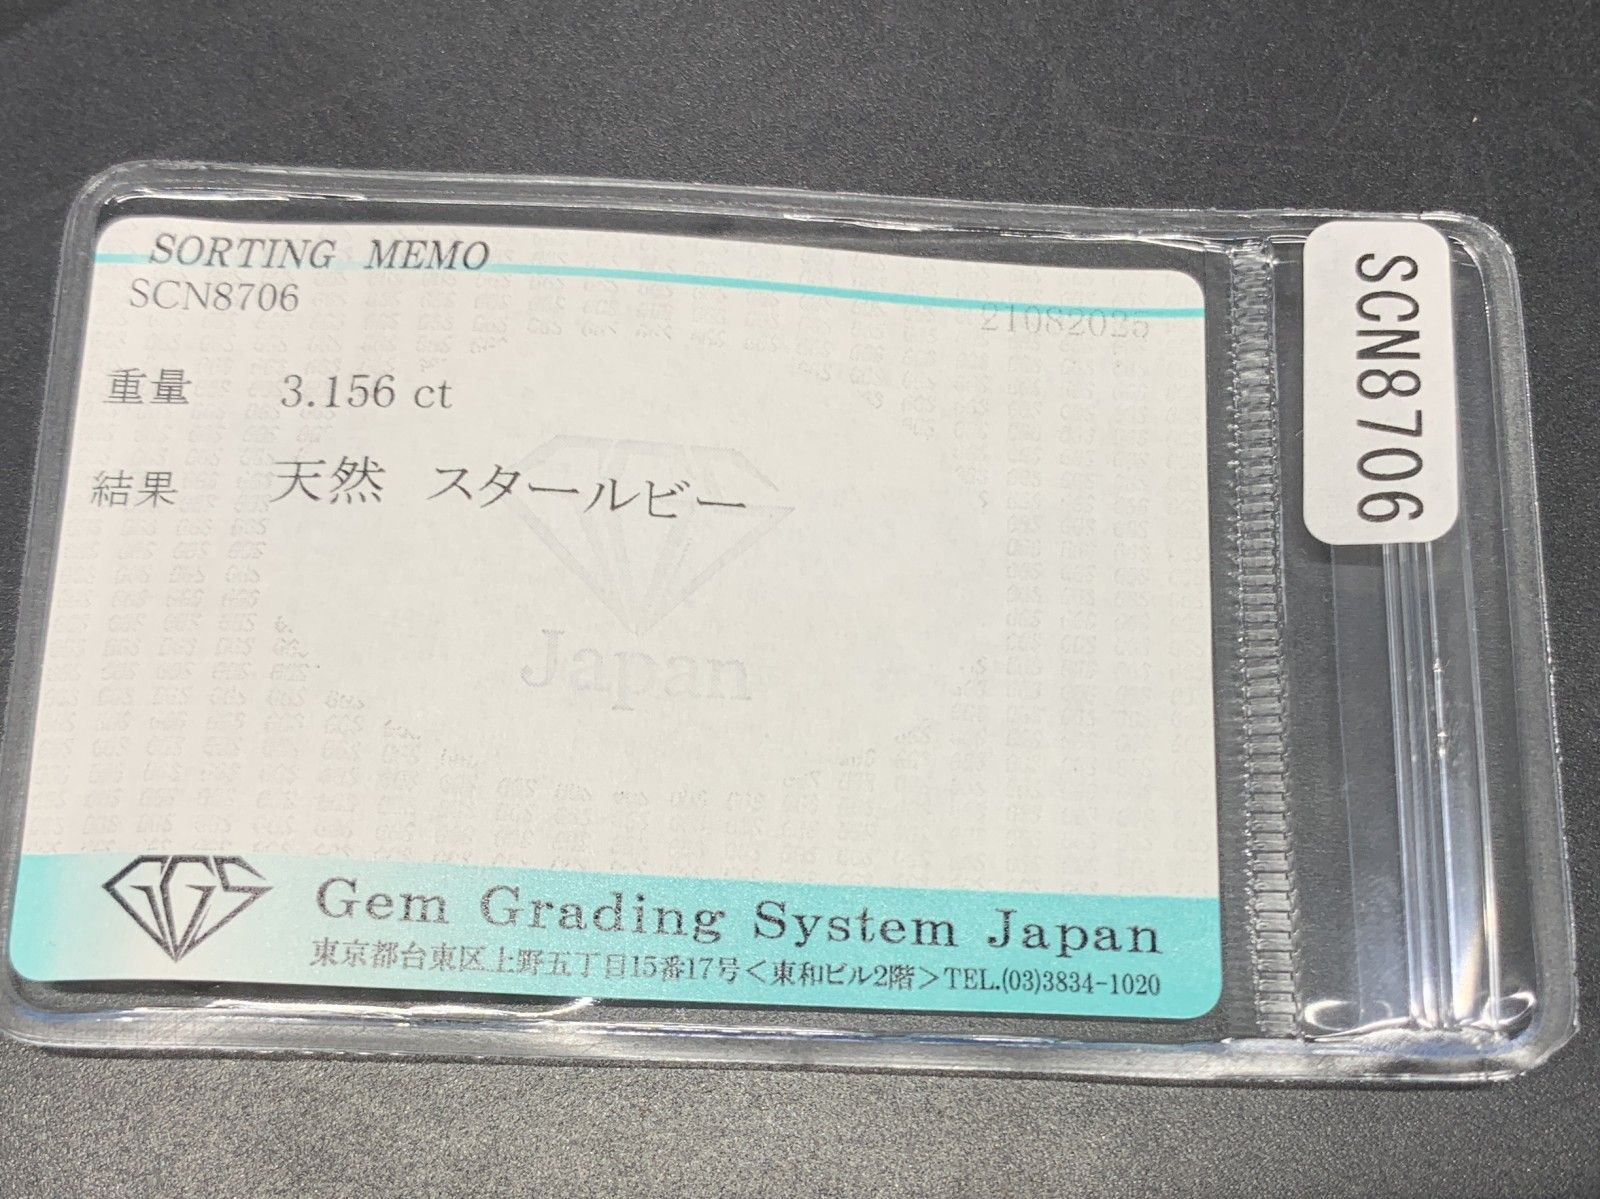 SORTING MEMO
SCN8706
21082025
重量 3.156 ct
結果 天然 スタールビー
Japan
GGS
Gem Grading System Japan
東京都台東区上野五丁目15番17号<東和ビル2階>TEL.(03)3834-1020
SCN8706